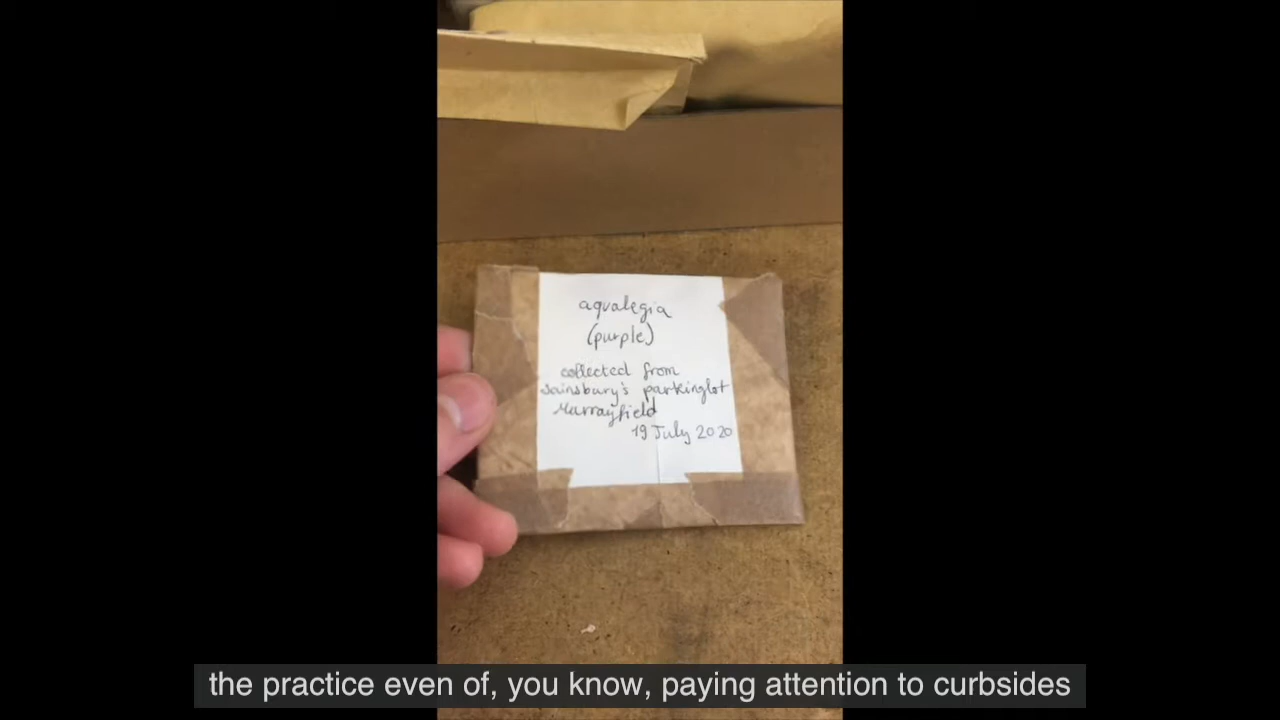 aqualegia
(purple)
collected from
Sainsbury's parkinglot
Murrayfield
19 July 2020
the practice even of, you know, paying attention to curbsides